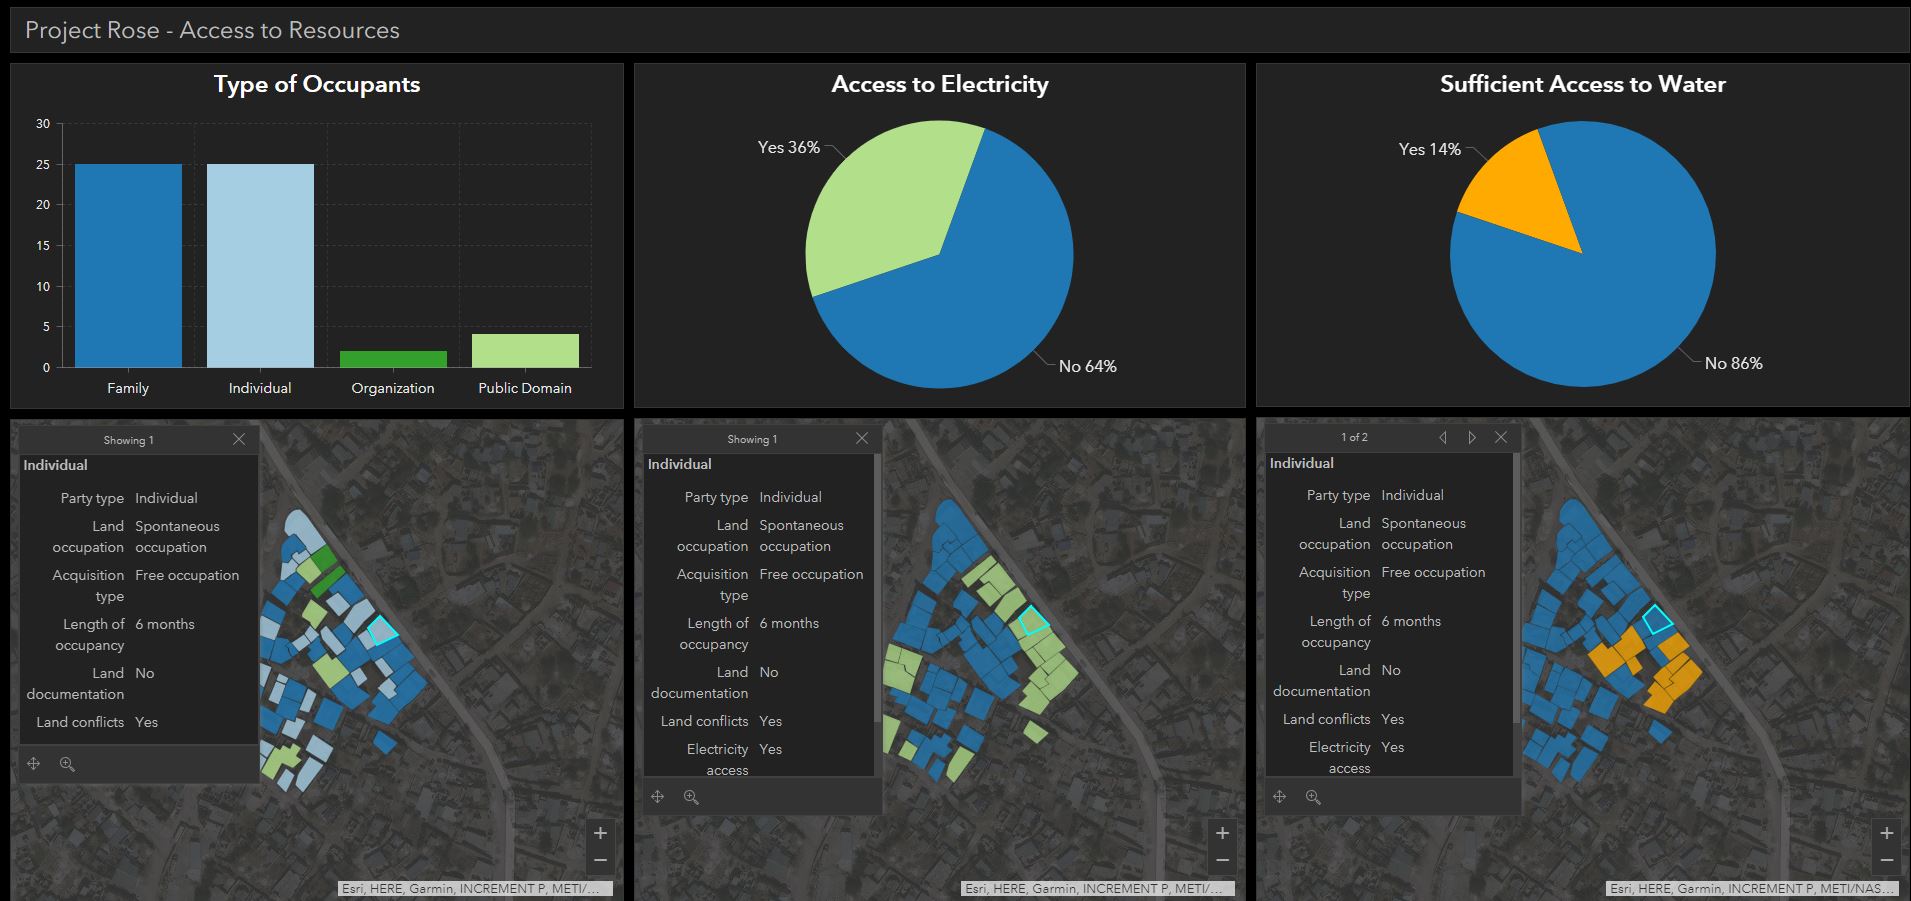 Project Rose - Access to Resources
Type of Occupants
30
25
20
15
10
5
0
Family
Individual
Organization
Public Domain
Access to Electricity
Yes 36%
No 64%
Sufficient Access to Water
Yes 14%
No 86%
Showing 1
Individual
Party type Individual
Land Spontaneous
occupation occupation
Acquisition Free occupation
type
Length of 6 months
occupancy
Land No
documentation
Land conflicts Yes
+
−
Esri, HERE, Garmin, INCREMENT P, METI/...
Showing 1
Individual
Party type Individual
Land Spontaneous
occupation occupation
Acquisition Free occupation
type
Length of 6 months
occupancy
Land No
documentation
Land conflicts Yes
Electricity Yes
access
+
−
Esri, HERE, Garmin, INCREMENT P, METI/...
1 of 2
Individual
Party type Individual
Land Spontaneous
occupation occupation
Acquisition Free occupation
type
Length of 6 months
occupancy
Land No
documentation
Land conflicts Yes
Electricity Yes
access
+
−
Esri, HERE, Garmin, INCREMENT P, METI/NAS...